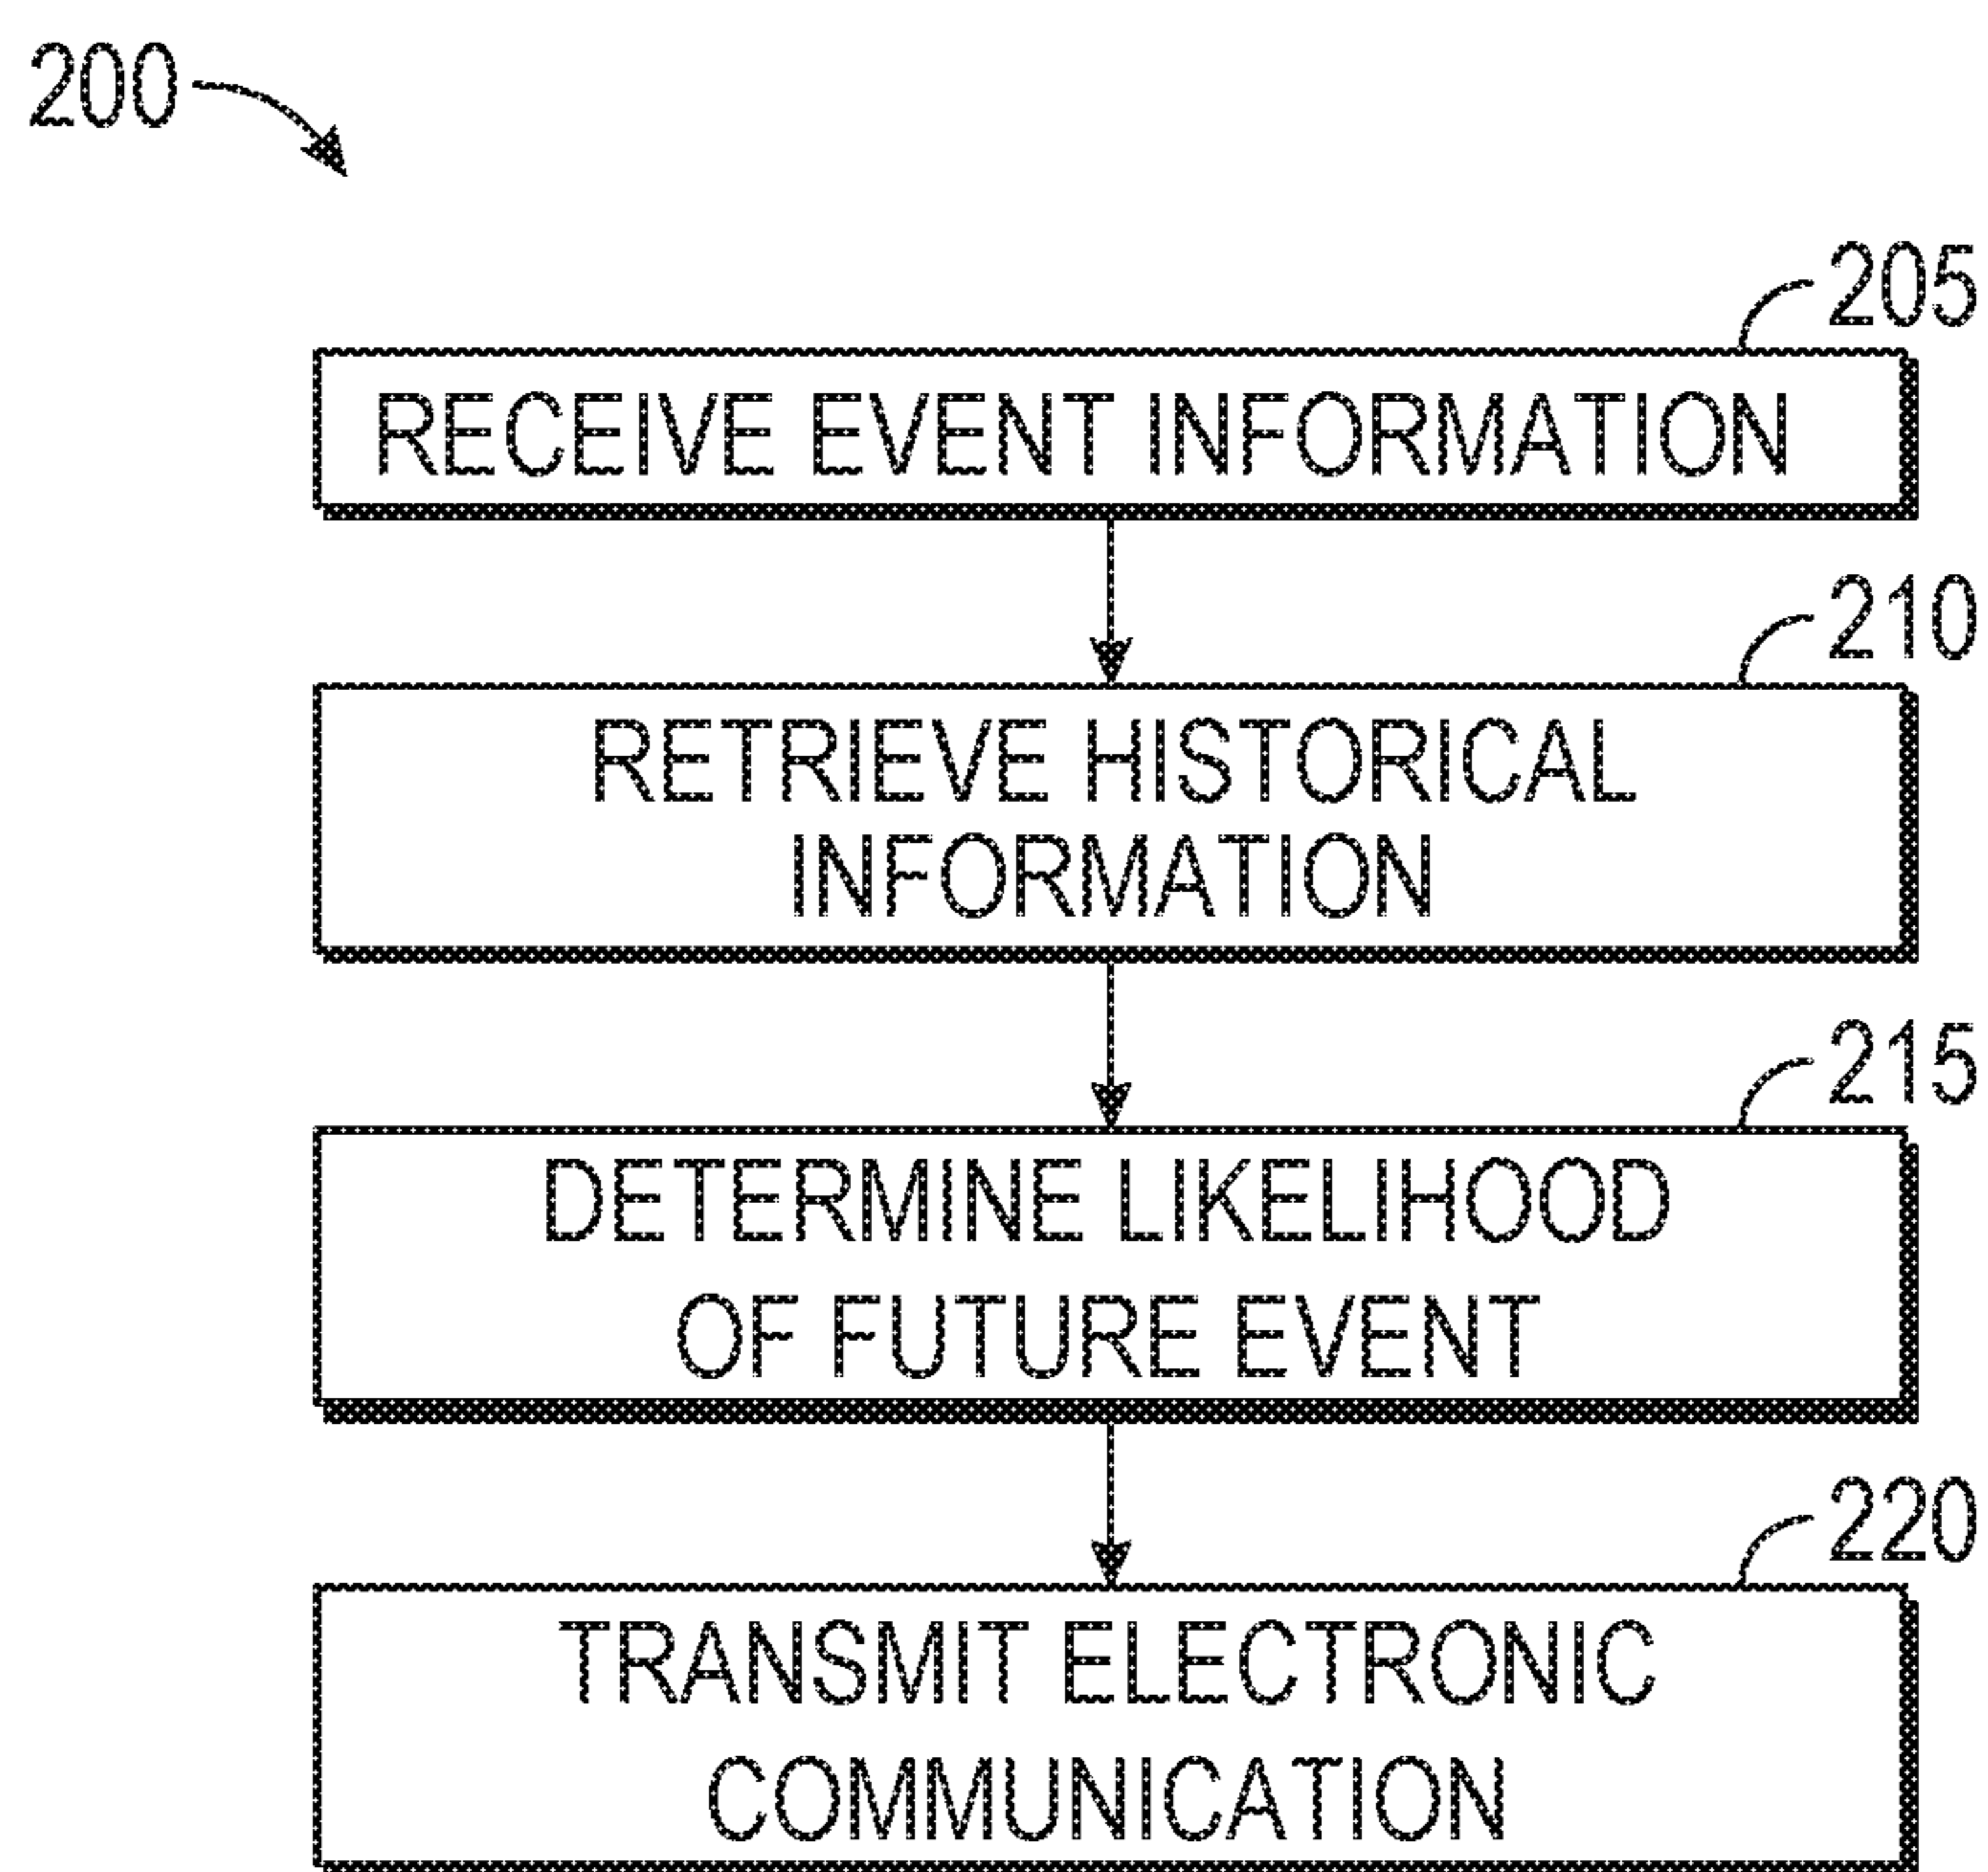 200
205
RECEIVE EVENT INFORMATION
210
RETRIEVE HISTORICAL
INFORMATION
215
DETERMINE LIKELIHOOD
OF FUTURE EVENT
220
TRANSMIT ELECTRONIC
COMMUNICATION